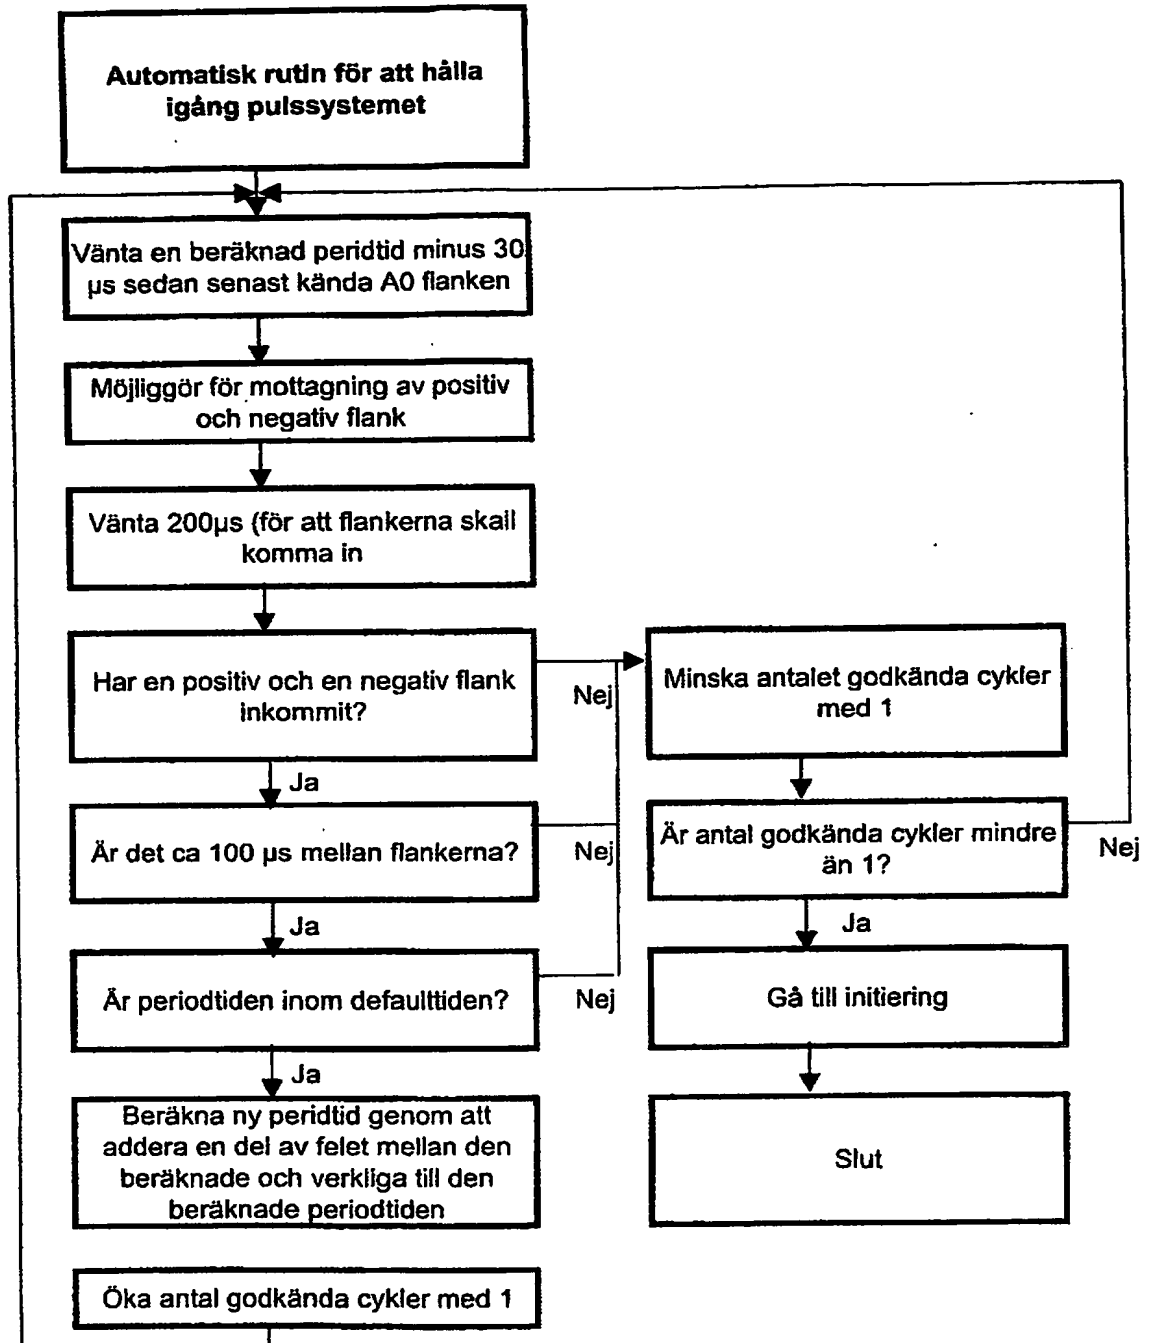 Automatisk rutin för att hålla
igång pulssystemet
Vänta en beräknad peridtid minus 30
µs sedan senast kända A0 flanken
Möjliggör för mottagning av positiv
och negativ flank
Vänta 200µs (för att flankerna skall
komma in
Har en positiv och en negativ flank
inkommit?
Nej
Minska antalet godkända cykler
med 1
Ja
Är det ca 100 µs mellan flankerna?
Nej
Är antal godkända cykler mindre
än 1?
Nej
Ja
Ja
Är periodtiden inom defaulttiden?
Nej
Gå till initiering
Ja
Beräkna ny peridtid genom att
addera en del av felet mellan den
beräknade och verkliga till den
beräknade periodtiden
Slut
Öka antal godkända cykler med 1